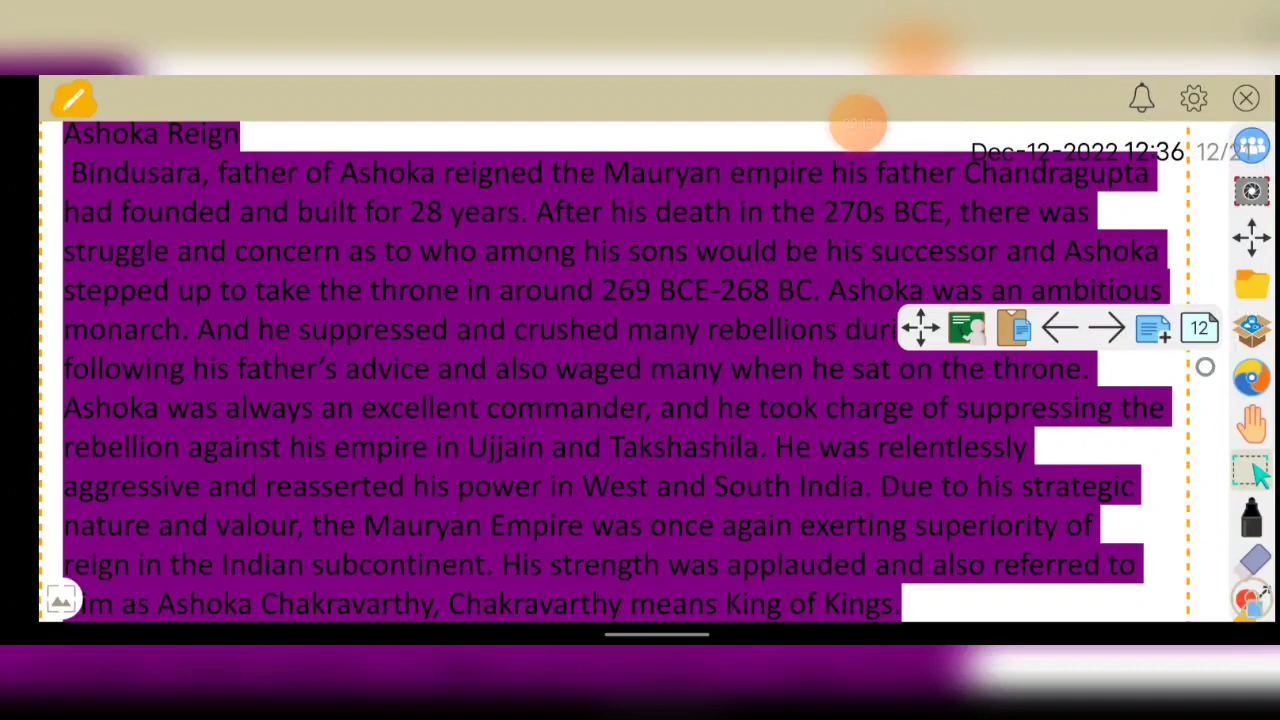 Ashoka Reign
Dec-12-2022 12:36 12/2
Bindusara, father of Ashoka reigned the Mauryan empire his father Chandragupta
had founded and built for 28 years. After his death in the 270s BCE, there was
struggle and concern as to who among his sons would be his successor and Ashoka
stepped up to take the throne in around 269 BCE-268 BC. Ashoka was an ambitious
monarch. And he suppressed and crushed many rebellions
12
following his father’s advice and also waged many when he sat on the throne.
Ashoka was always an excellent commander, and he took charge of suppressing the
rebellion against his empire in Ujjain and Takshashila. He was relentlessly
aggressive and reasserted his power in West and South India. Due to his strategic
nature and valour, the Mauryan Empire was once again exerting superiority of
reign in the Indian subcontinent. His strength was applauded and also referred to
as Ashoka Chakravarthy, Chakravarthy means King of Kings.